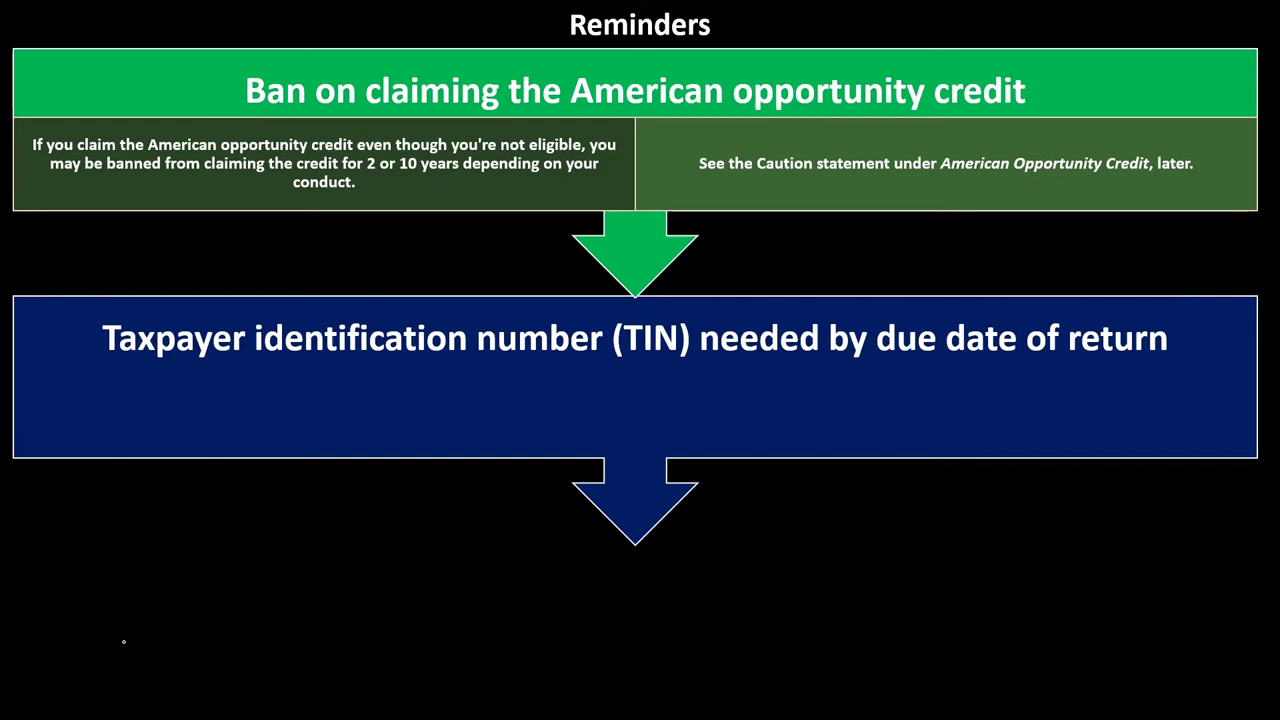 Reminders
Ban on claiming the American opportunity credit
If you claim the American opportunity credit even though you're not eligible, you
may be banned from claiming the credit for 2 or 10 years depending on your
conduct.
See the Caution statement under American Opportunity Credit, later.
Taxpayer identification number (TIN) needed by due date of return